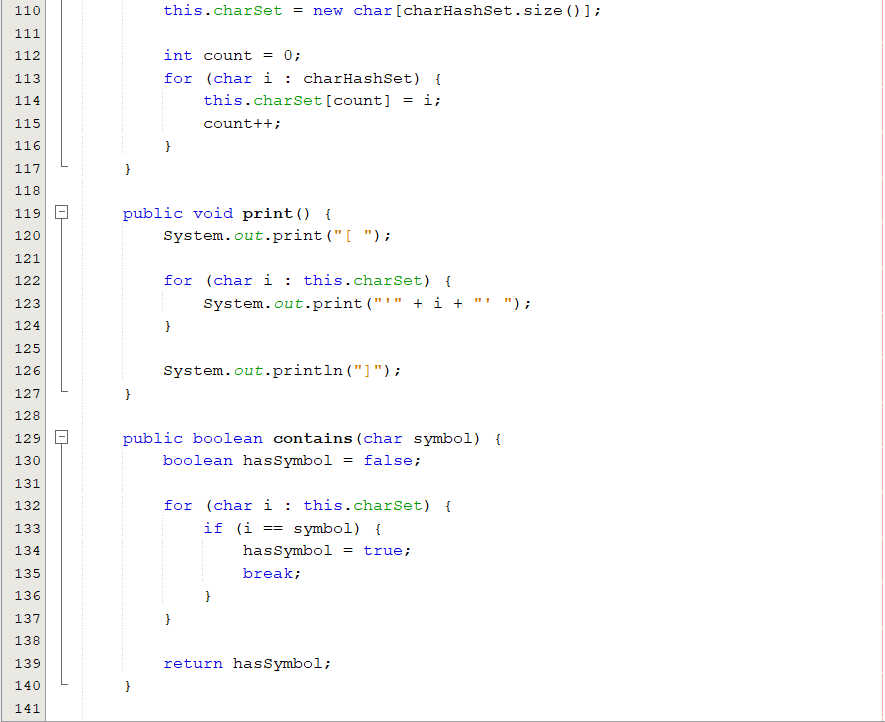 110             this.charSet = new char[charHashSet.size()];
111
112             int count = 0;
113             for (char i : charHashSet) {
114                 this.charSet[count] = i;
115                 count++;
116             }
117         }
118
119         public void print() {
120             System.out.print("[ ");
121
122             for (char i : this.charSet) {
123                 System.out.print("'" + i + "' ");
124             }
125
126             System.out.println("]");
127         }
128
129         public boolean contains(char symbol) {
130             boolean hasSymbol = false;
131
132             for (char i : this.charSet) {
133                 if (i == symbol) {
134                     hasSymbol = true;
135                     break;
136                 }
137             }
138
139             return hasSymbol;
140         }
141